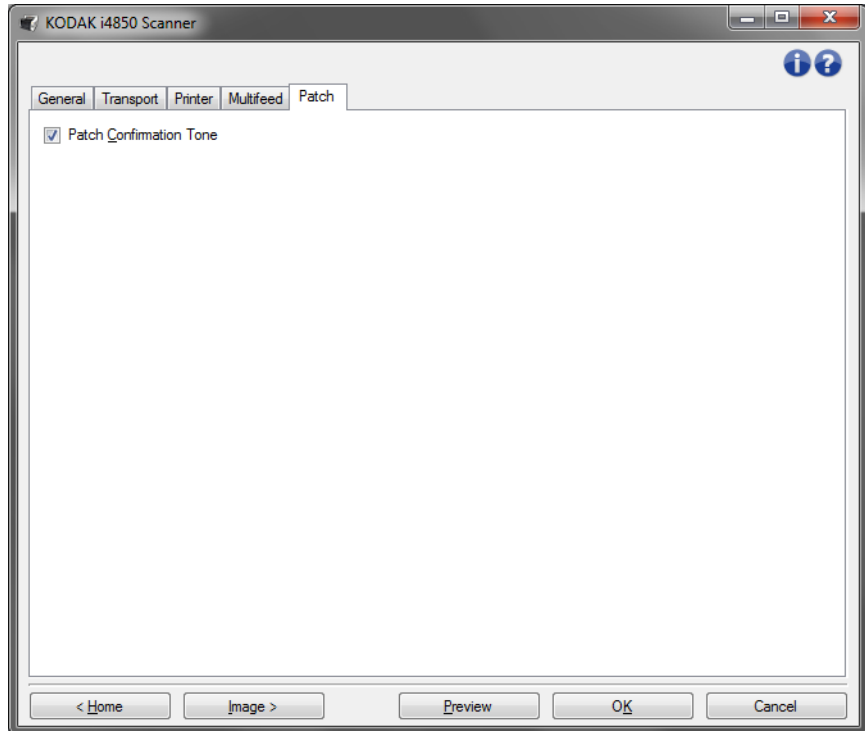 KODAK i4850 Scanner
General Transport Printer Multifeed Patch
Patch Confirmation Tone
< Home Image > Preview OK Cancel